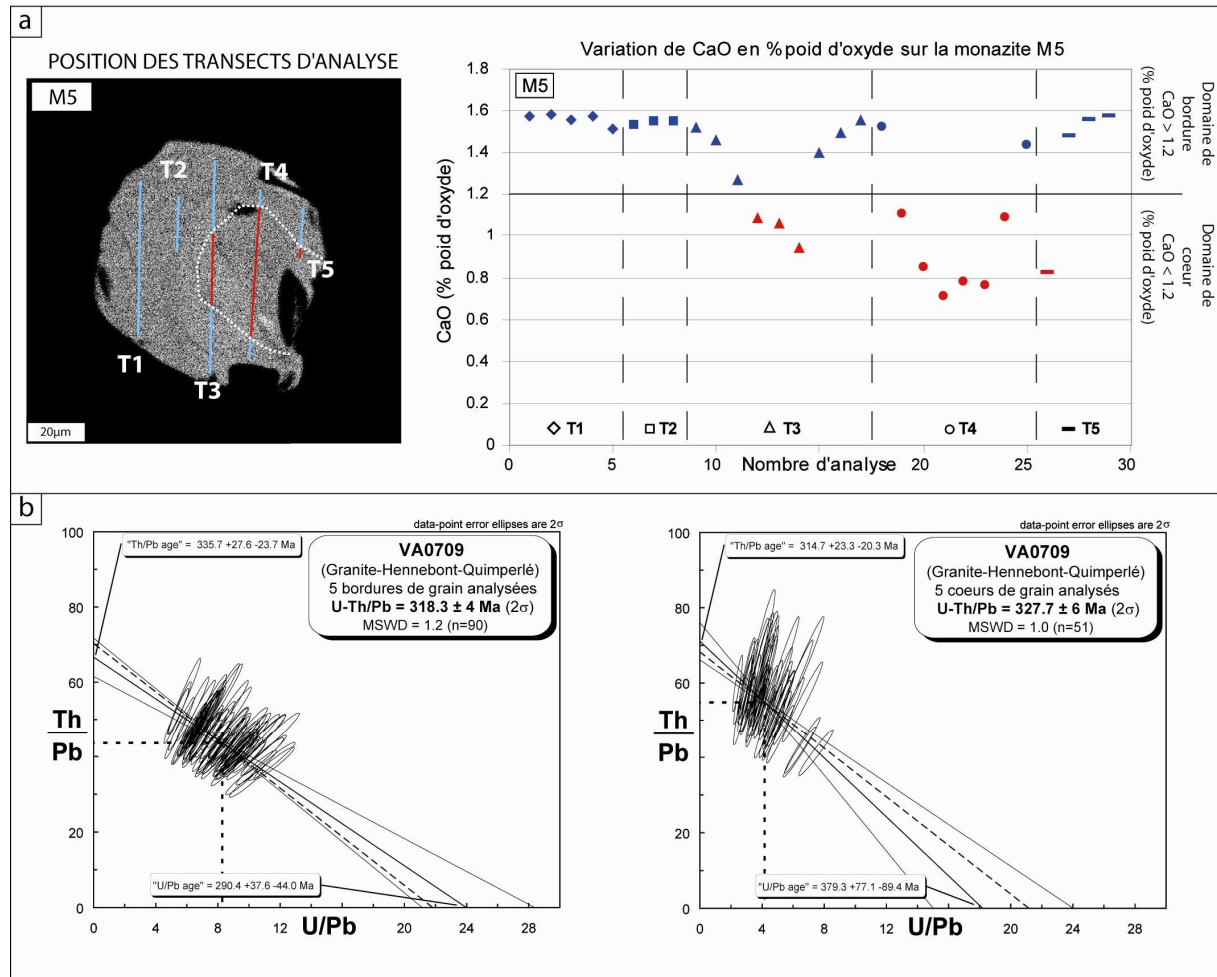 a
POSITION DES TRANSECTS D'ANALYSE
M5
T2
T4
T5
T1
T3
20µm
Variation de CaO en %poid d'oxyde sur la monazite M5
M5
CaO (% poid d'oxyde)
1.8
1.6
1.4
1.2
1
0.8
0.6
0.4
0.2
0
T1
T2
T3
T4
T5
0
5
10
15
20
25
30
Nombre d'analyse
Domaine de
bordure
CaO > 1.2
(% poid d'oxyde)
Domaine de
coeur
CaO < 1.2
(% poid d'oxyde)
b
data-point error ellipses are 2σ
"Th/Pb age" = 335.7 +27.6 -23.7 Ma
VA0709
(Granite-Hennebont-Quimperlé)
5 bordures de grain analysées
U-Th/Pb = 318.3 ± 4 Ma (2σ)
MSWD = 1.2 (n=90)
100
80
60
Th
Pb
40
20
0
"U/Pb age" = 290.4 +37.6 -44.0 Ma
0 4 8 12 16 20 24 28
U/Pb
data-point error ellipses are 2σ
"Th/Pb age" = 314.7 +23.3 -20.3 Ma
VA0709
(Granite-Hennebont-Quimperlé)
5 coeurs de grain analysés
U-Th/Pb = 327.7 ± 6 Ma (2σ)
MSWD = 1.0 (n=51)
100
80
60
Th
Pb
40
20
0
"U/Pb age" = 379.3 +77.1 -89.4 Ma
0 4 8 12 16 20 24 28
U/Pb